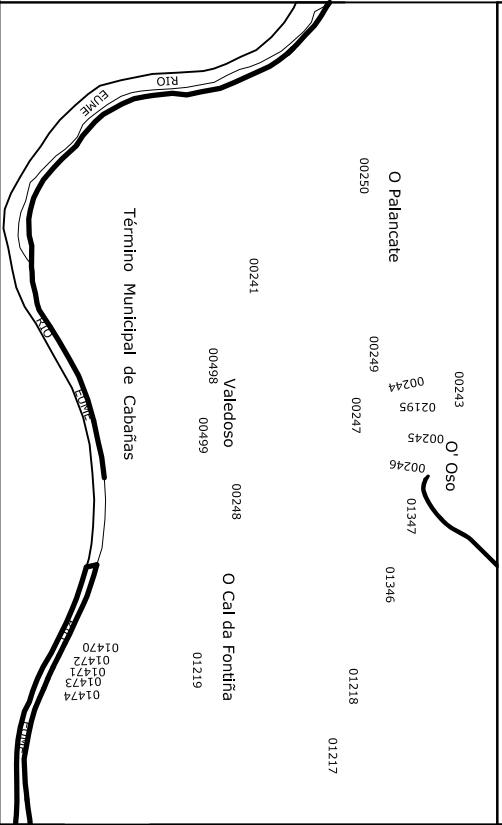 RIO
EUME
00250
O Palancate
Término Municipal de Cabañas
00241
RIO
EUME
00498
Valedoso
00499
00249
00244
00243
02195
00247
00245
O' Oso
00246
00248
01347
01346
O Cal da Fontiña
01219
01218
01217
01470
01472
01471
01473
01474